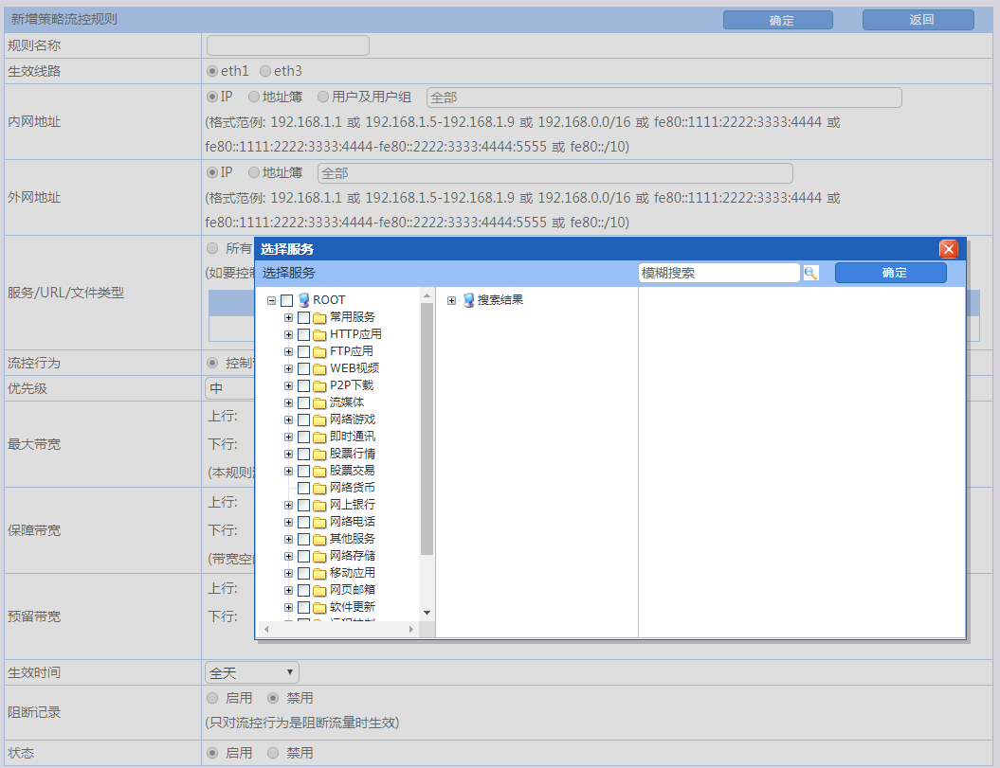 新增策略流控规则 确定 返回
规则名称
生效线路 eth1 eth3
内网地址 IP 地址簿 用户及用户组 全部
(格式范例: 192.168.1.1 或 192.168.1.5-192.168.1.9 或 192.168.0.0/16 或 fe80::1111:2222:3333:4444 或
fe80::1111:2222:3333:4444-fe80::2222:3333:4444:5555 或 fe80::/10)
外网地址 IP 地址簿 全部
(格式范例: 192.168.1.1 或 192.168.1.5-192.168.1.9 或 192.168.0.0/16 或 fe80::1111:2222:3333:4444 或
fe80::1111:2222:3333:4444-fe80::2222:3333:4444:5555 或 fe80::/10)
服务/URL/文件类型 所有
(如要控
选择服务
选择服务 模糊搜索 确定
ROOT
常用服务
HTTP应用
FTP应用
WEB视频
P2P下载
流媒体
网络游戏
即时通讯
股票行情
股票交易
网络货币
网上银行
网络电话
其他服务
网络存储
移动应用
网页邮箱
软件更新
搜索结果
流控行为 控制
优先级 中
最大带宽 上行:
下行:
(本规则
保障带宽 上行:
下行:
(带宽空
预留带宽 上行:
下行:
生效时间 全天
阻断记录 启用 禁用
(只对流控行为是阻断流量时生效)
状态 启用 禁用